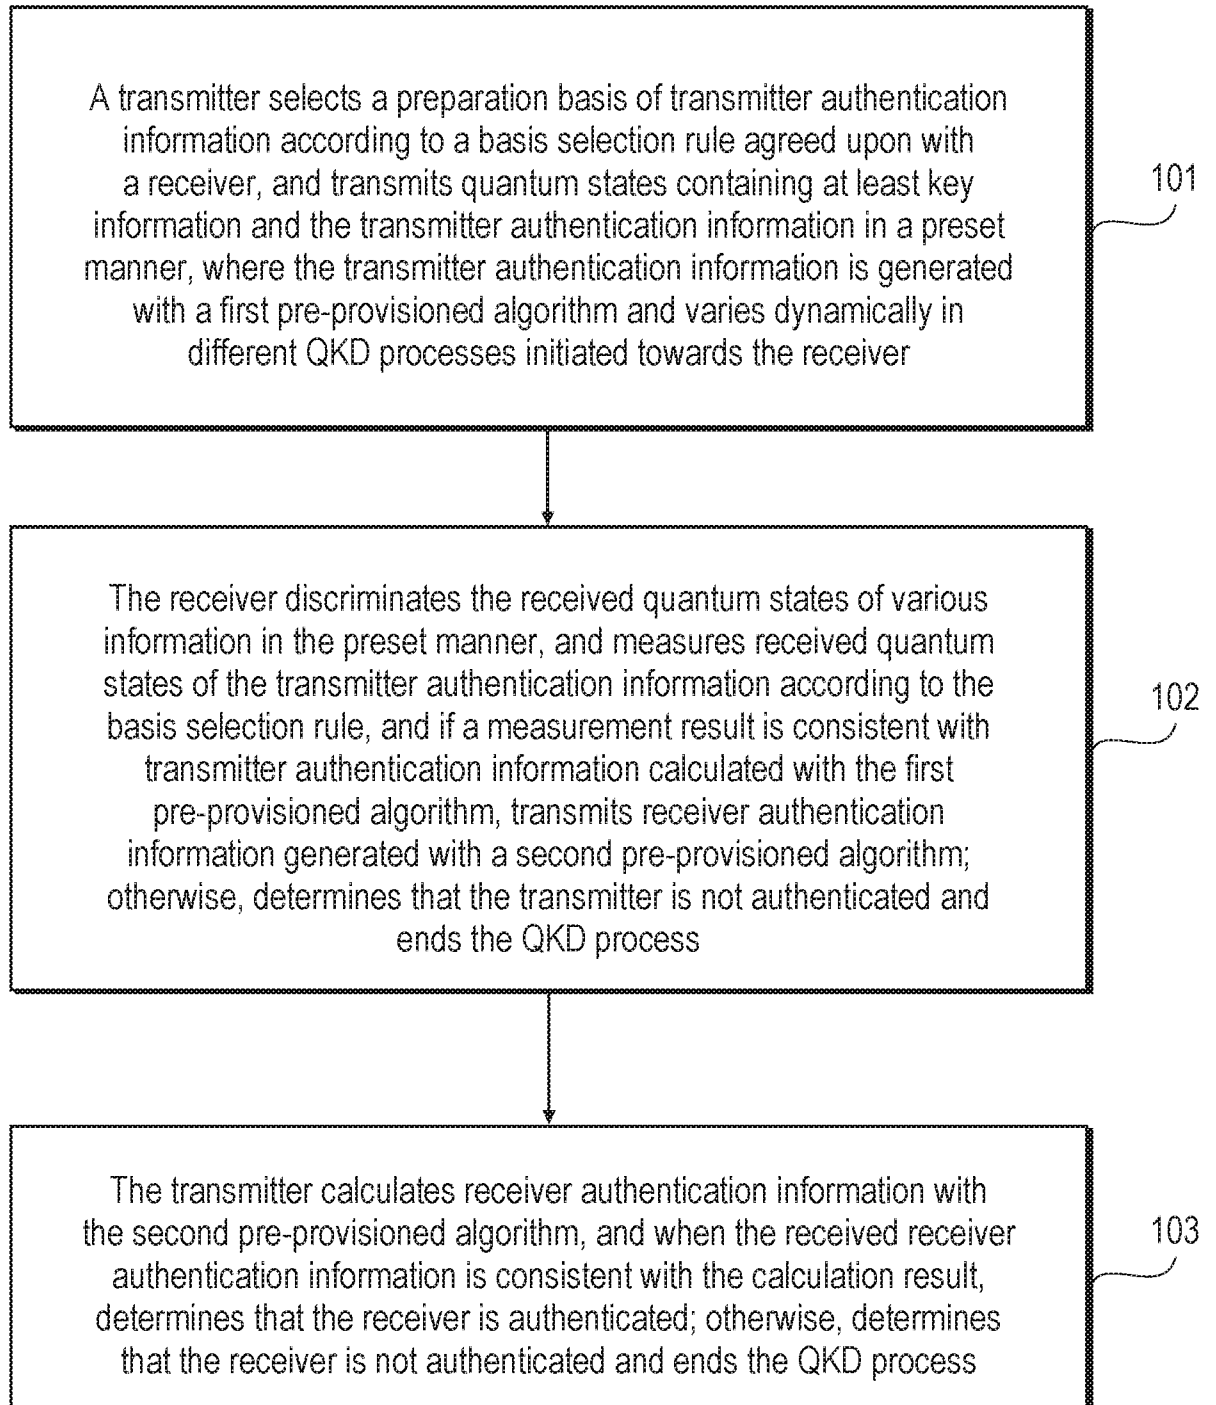 A transmitter selects a preparation basis of transmitter authentication
information according to a basis selection rule agreed upon with
a receiver, and transmits quantum states containing at least key
information and the transmitter authentication information in a preset
manner, where the transmitter authentication information is generated
with a first pre-provisioned algorithm and varies dynamically in
different QKD processes initiated towards the receiver
101
The receiver discriminates the received quantum states of various
information in the preset manner, and measures received quantum
states of the transmitter authentication information according to the
basis selection rule, and if a measurement result is consistent with
transmitter authentication information calculated with the first
pre-provisioned algorithm, transmits receiver authentication
information generated with a second pre-provisioned algorithm;
otherwise, determines that the transmitter is not authenticated and
ends the QKD process
102
The transmitter calculates receiver authentication information with
the second pre-provisioned algorithm, and when the received receiver
authentication information is consistent with the calculation result,
determines that the receiver is authenticated; otherwise, determines
that the receiver is not authenticated and ends the QKD process
103